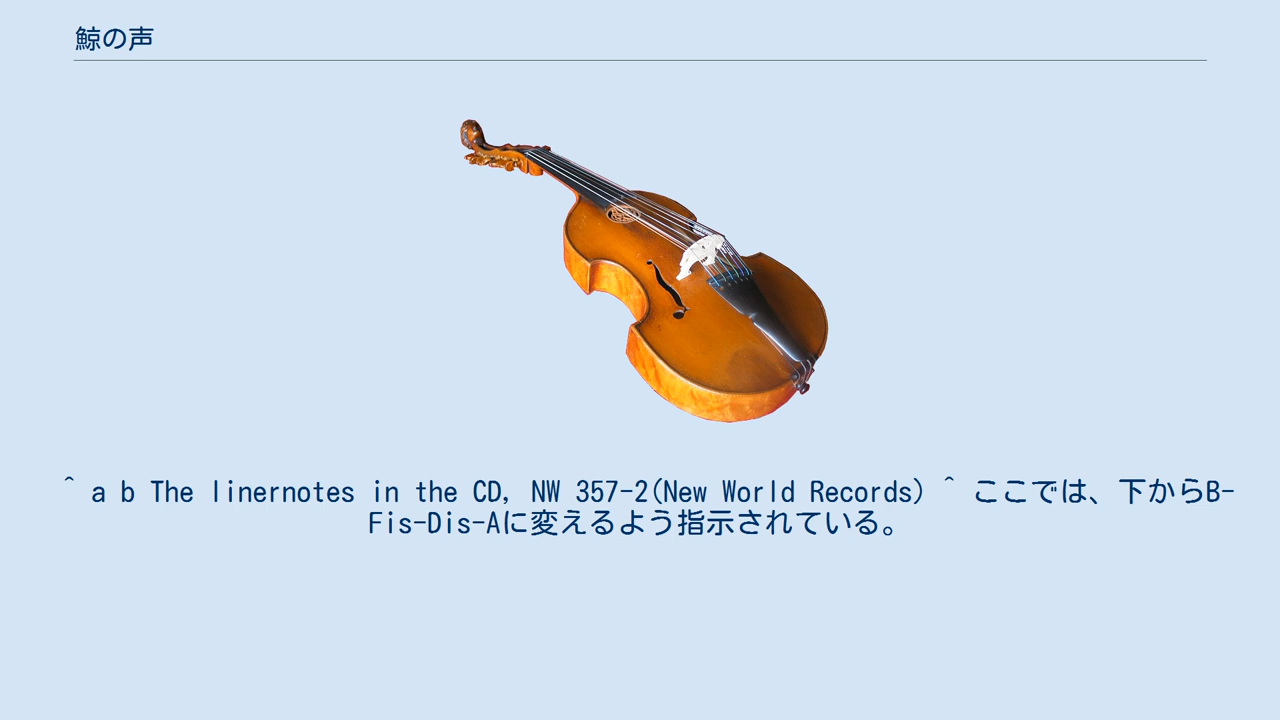 鯨の声
^ a b The linernotes in the CD, NW 357-2(New World Records) ^ ここでは、下からB-
Fis-Dis-Aに変えるよう指示されている。